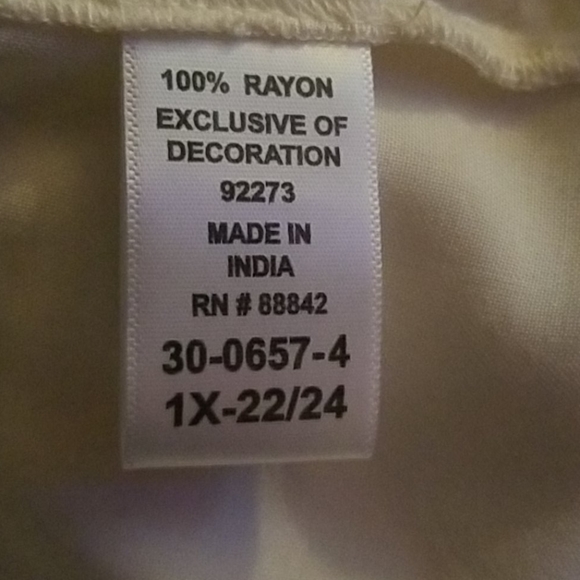 100% RAYON
EXCLUSIVE OF
DECORATION
92273
MADE IN
INDIA
RN # 88842
30-0657-4
1X-22/24